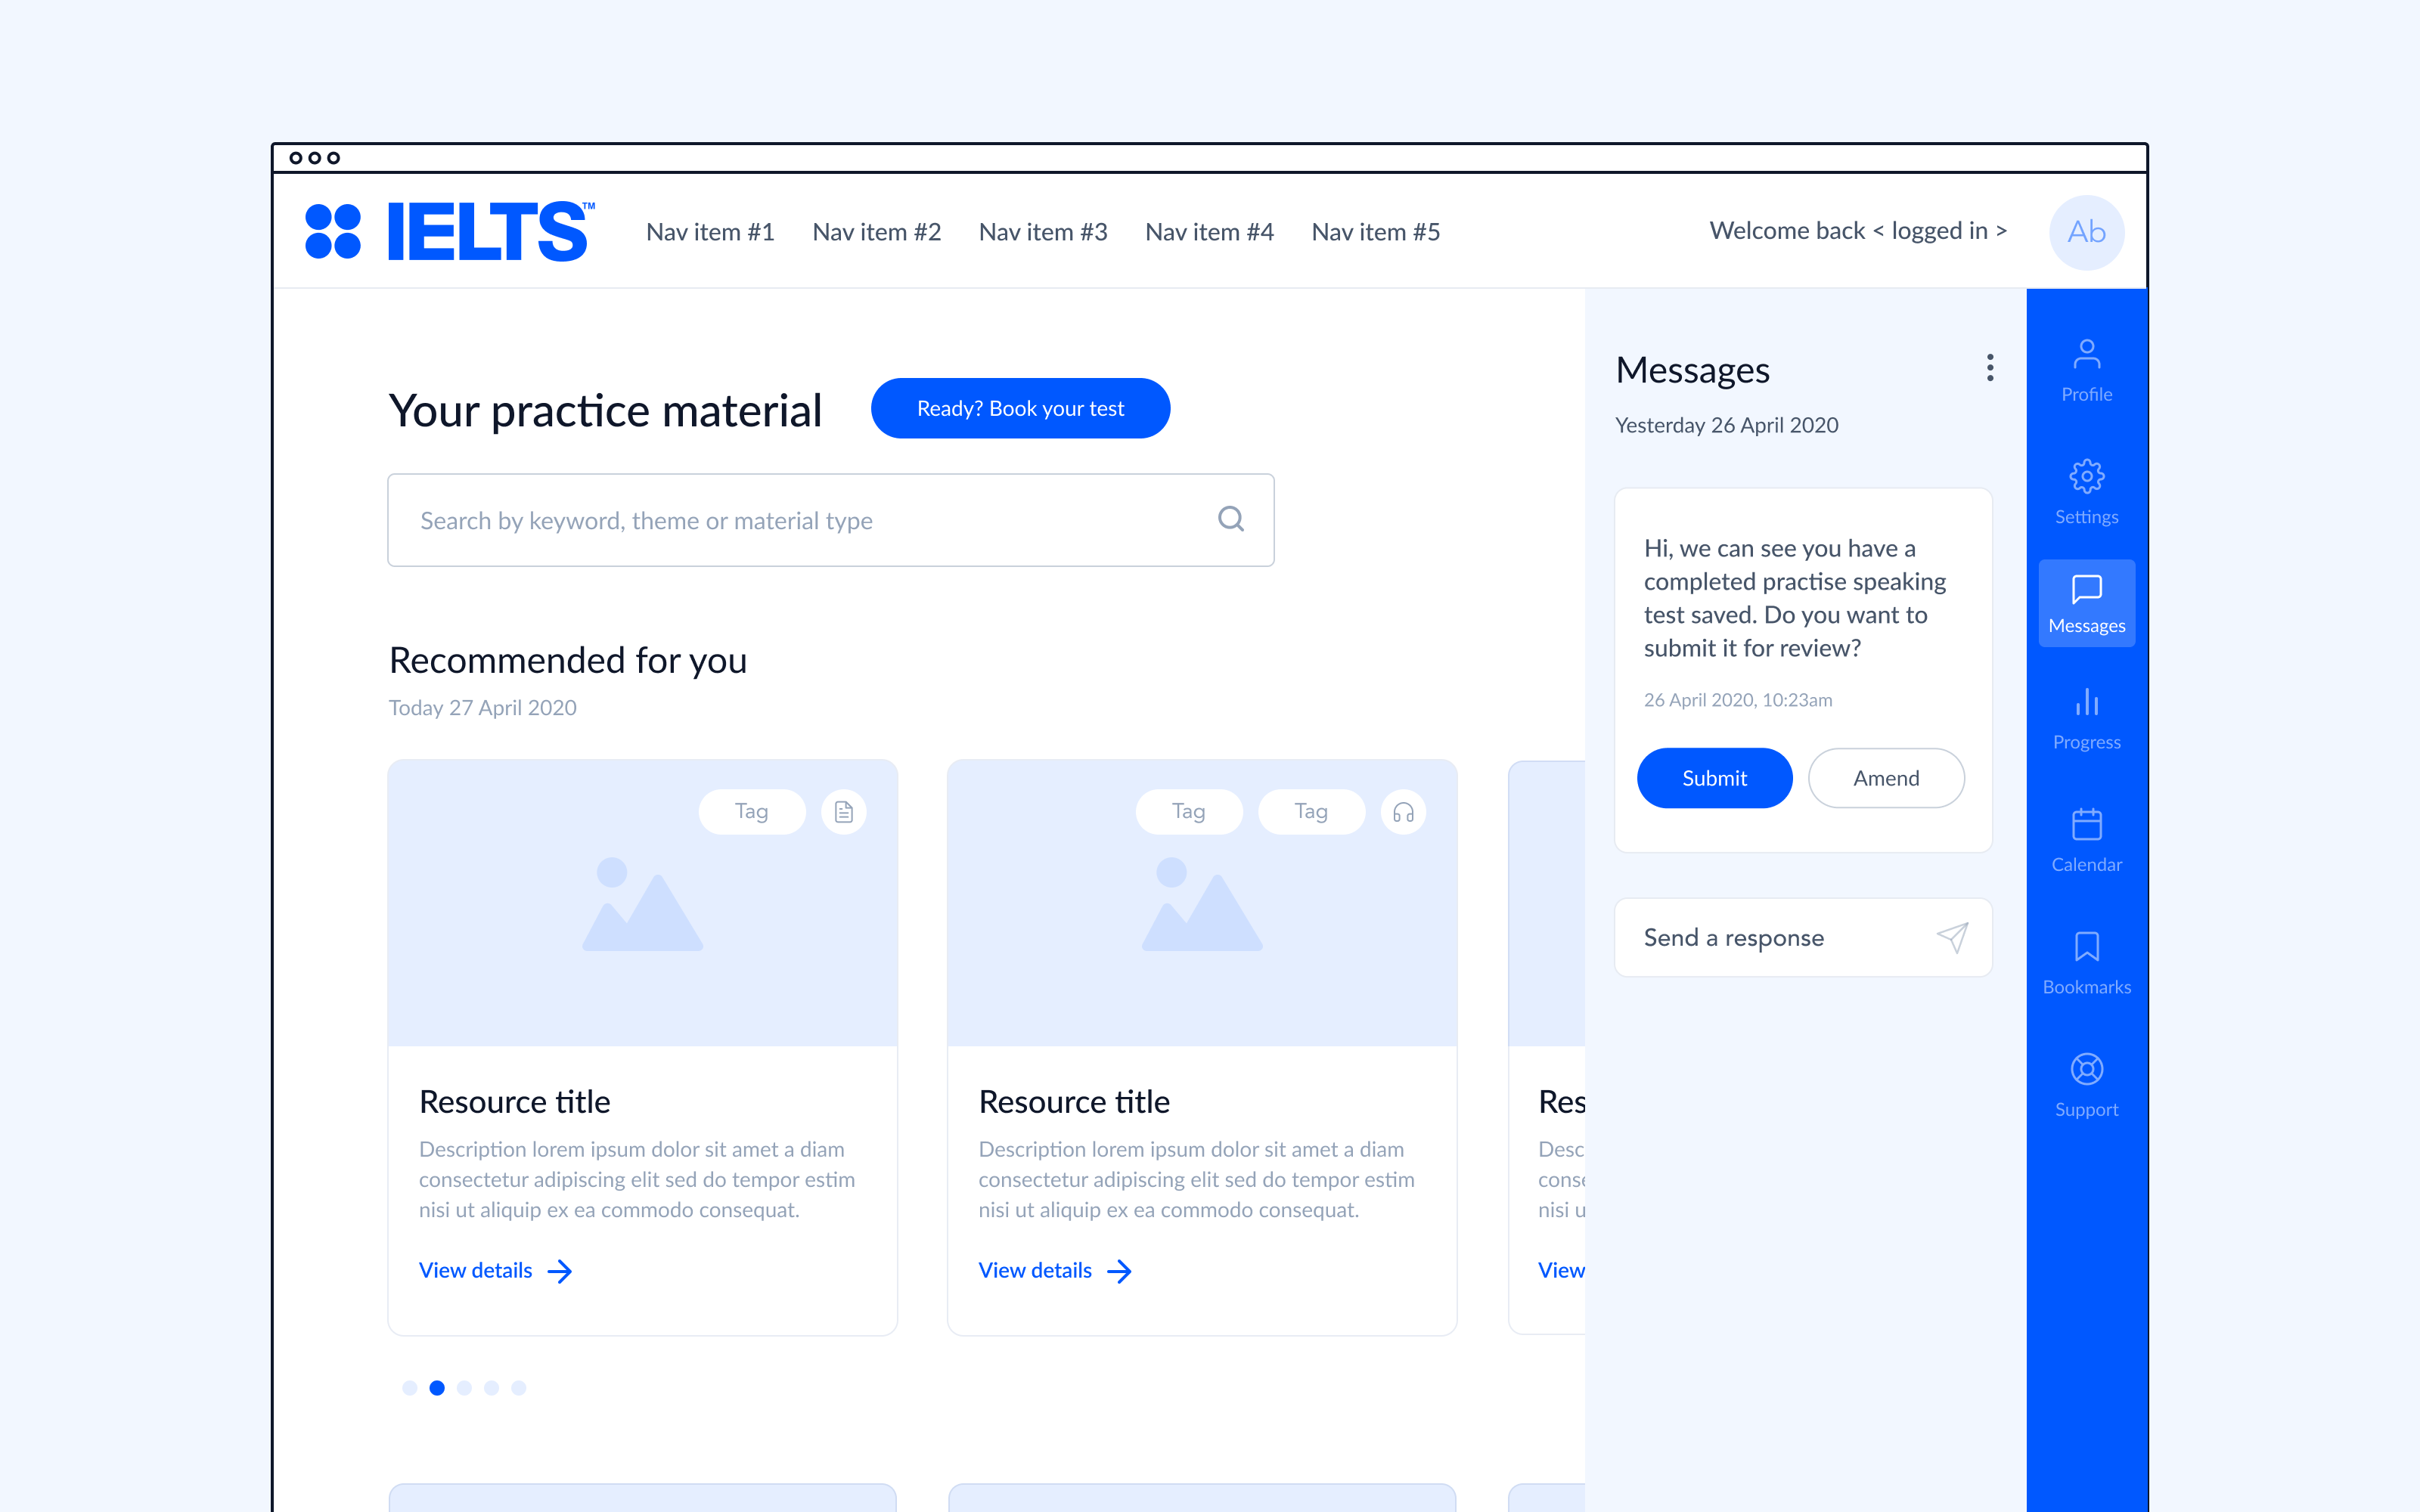 IELTS™
Nav item #1
Nav item #2
Nav item #3
Nav item #4
Nav item #5
Welcome back < logged in >
Ab
Your practice material
Ready? Book your test
Search by keyword, theme or material type
Recommended for you
Today 27 April 2020
Tag
Resource title
Description lorem ipsum dolor sit amet a diam
consectetur adipiscing elit sed do tempor estim
nisi ut aliquip ex ea commodo consequat.
View details
Tag
Tag
Resource title
Description lorem ipsum dolor sit amet a diam
consectetur adipiscing elit sed do tempor estim
nisi ut aliquip ex ea commodo consequat.
View details
Res
Desc
conse
nisi u
View
Messages
Yesterday 26 April 2020
Hi, we can see you have a
completed practise speaking
test saved. Do you want to
submit it for review?
26 April 2020, 10:23am
Submit
Amend
Send a response
Profile
Settings
Messages
Progress
Calendar
Bookmarks
Support